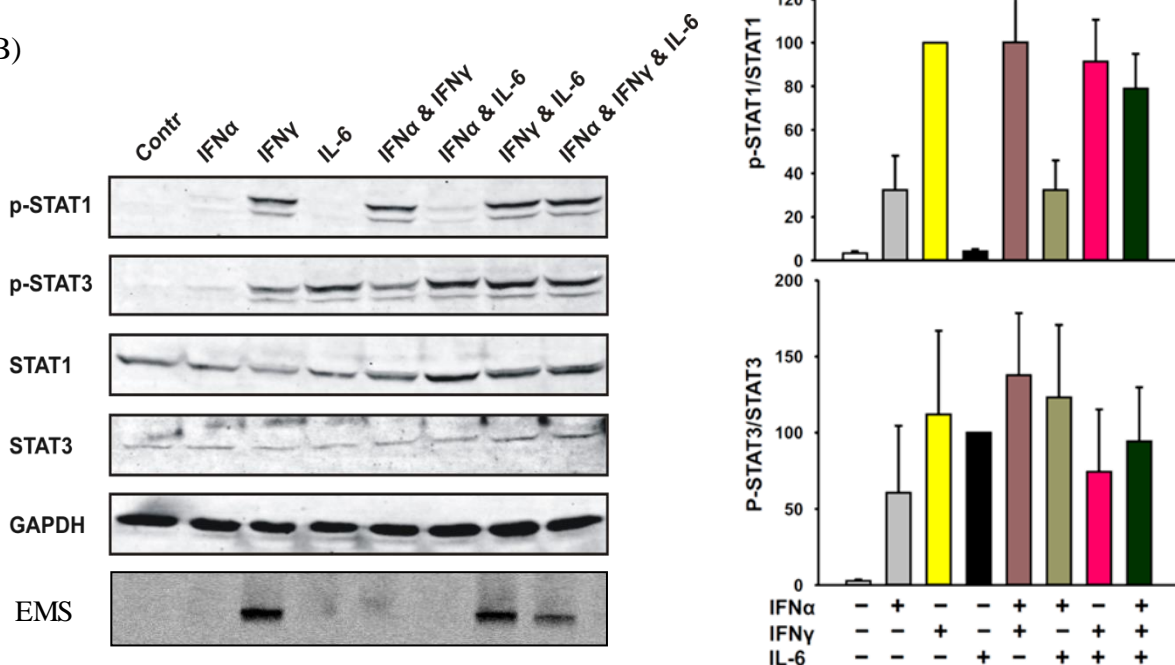 B)
Contr
IFNα
IFNγ
IL-6
IFNα & IFNγ
IFNα & IL-6
IFNγ & IL-6
IFNα & IFNγ & IL-6
p-STAT1
p-STAT3
STAT1
STAT3
GAPDH
EMS
p-STAT1/STAT1
120
100
80
60
40
20
0
P-STAT3/STAT3
200
150
100
50
0
IFNα − + − − + + − +
IFNγ − − + − + − + +
IL-6 − − − + − + + +